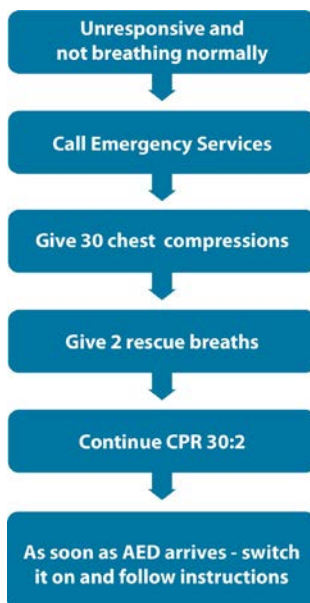 Unresponsive and
not breathing normally
Call Emergency Services
Give 30 chest compressions
Give 2 rescue breaths
Continue CPR 30:2
As soon as AED arrives - switch
it on and follow instructions